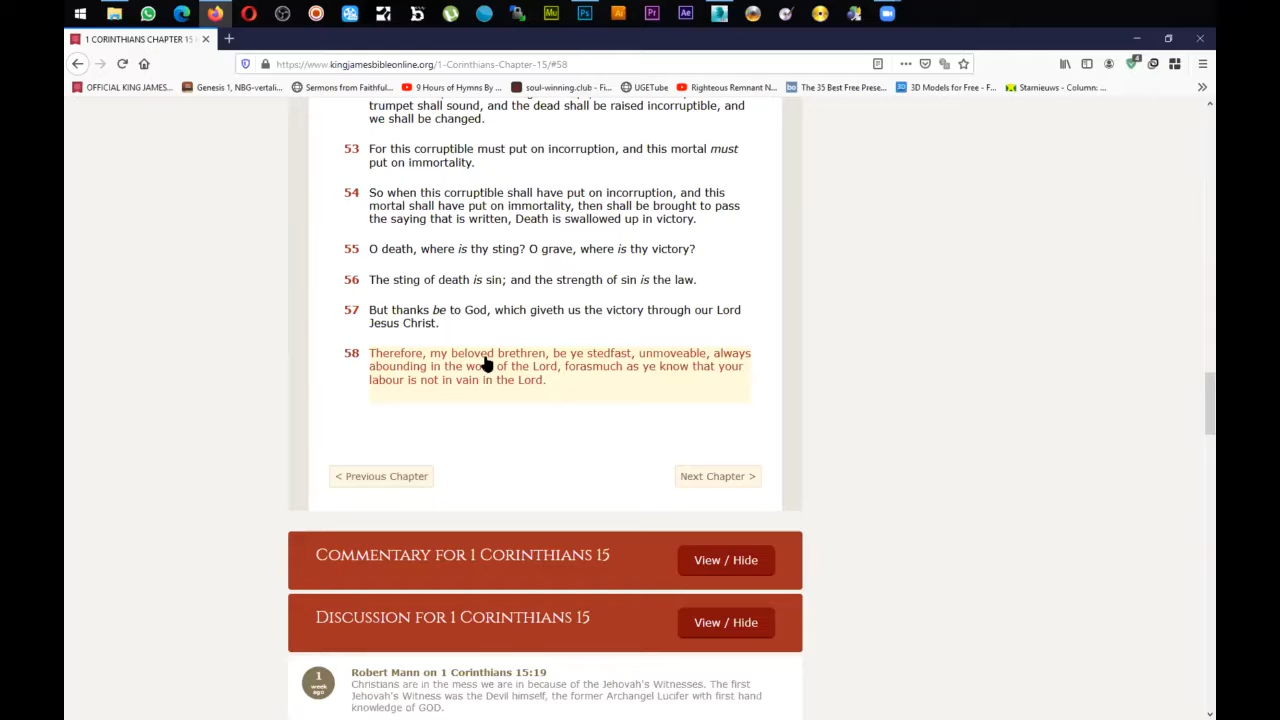 1 CORINTHIANS CHAPTER 15
https://www.kingjamesbibleonline.org/1-Corinthians-Chapter-15/#58
OFFICIAL KING JAMES... Genesis 1, NBG-vertali... Sermons from Faithful... 9 Hours of Hymns By ... soul-winning.club - Fi... UGETube Righteous Remnant N... The 35 Best Free Prese... 3D Models for Free - F... Starnieuws - Column: ...
trumpet shall sound, and the dead shall be raised incorruptible, and
we shall be changed.
53 For this corruptible must put on incorruption, and this mortal must
put on immortality.
54 So when this corruptible shall have put on incorruption, and this
mortal shall have put on immortality, then shall be brought to pass
the saying that is written, Death is swallowed up in victory.
55 O death, where is thy sting? O grave, where is thy victory?
56 The sting of death is sin; and the strength of sin is the law.
57 But thanks be to God, which giveth us the victory through our Lord
Jesus Christ.
58 Therefore, my beloved brethren, be ye stedfast, unmoveable, always
abounding in the wo of the Lord, forasmuch as ye know that your
labour is not in vain in the Lord.
< Previous Chapter Next Chapter >
Commentary for 1 Corinthians 15 View / Hide
Discussion for 1 Corinthians 15 View / Hide
1 week ago
Robert Mann on 1 Corinthians 15:19
Christians are in the mess we are in because of the Jehovah's Witnesses. The first
Jehovah's Witness was the Devil himself, the former Archangel Lucifer with first hand
knowledge of GOD.